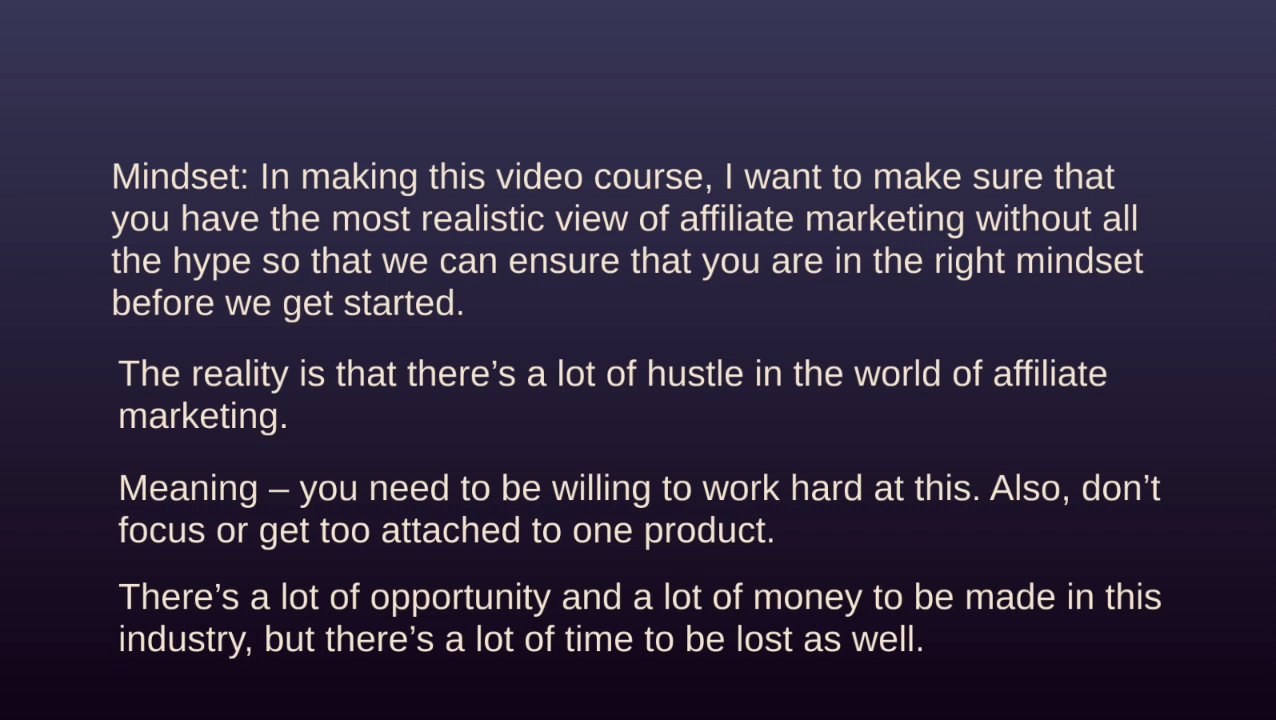 Mindset: In making this video course, I want to make sure that
you have the most realistic view of affiliate marketing without all
the hype so that we can ensure that you are in the right mindset
before we get started.
The reality is that there’s a lot of hustle in the world of affiliate
marketing.
Meaning – you need to be willing to work hard at this. Also, don’t
focus or get too attached to one product.
There’s a lot of opportunity and a lot of money to be made in this
industry, but there’s a lot of time to be lost as well.